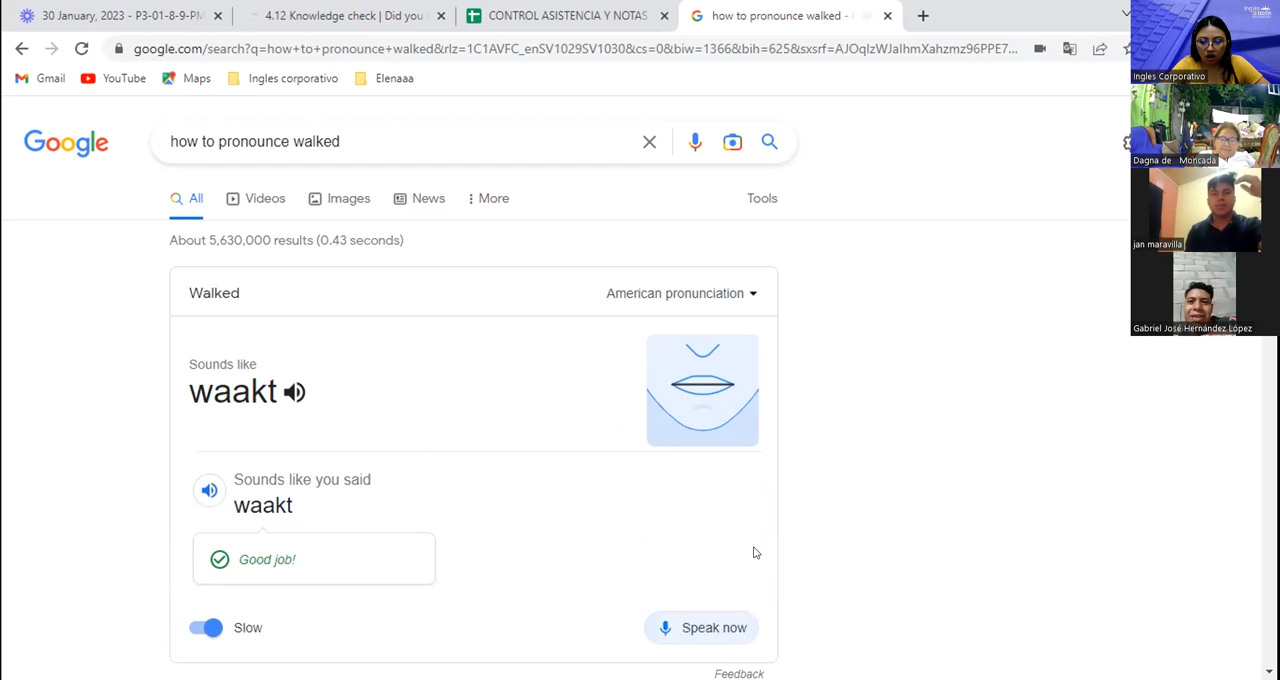 30 January, 2023 - P3-01-8-9-PM
4.12 Knowledge check | Did you
CONTROL ASISTENCIA Y NOTAS
how to pronounce walked -
google.com/search?q=how+to+pronounce+walked&rlz=1C1AVFC_enSV1029SV1030&cs=0&biw=1366&bih=625&sxsrf=AJOqlzWJalhmXahzmz96PPE7...
Gmail
YouTube
Maps
Ingles corporativo
Elenaaa
Ingles Corporativo
Dagna de Moncada
jan maravilla
Gabriel José Hernández López
Google
how to pronounce walked
All
Videos
Images
News
More
Tools
About 5,630,000 results (0.43 seconds)
Walked
American pronunciation
Sounds like
waakt
Sounds like you said
waakt
Good job!
Slow
Speak now
Feedback